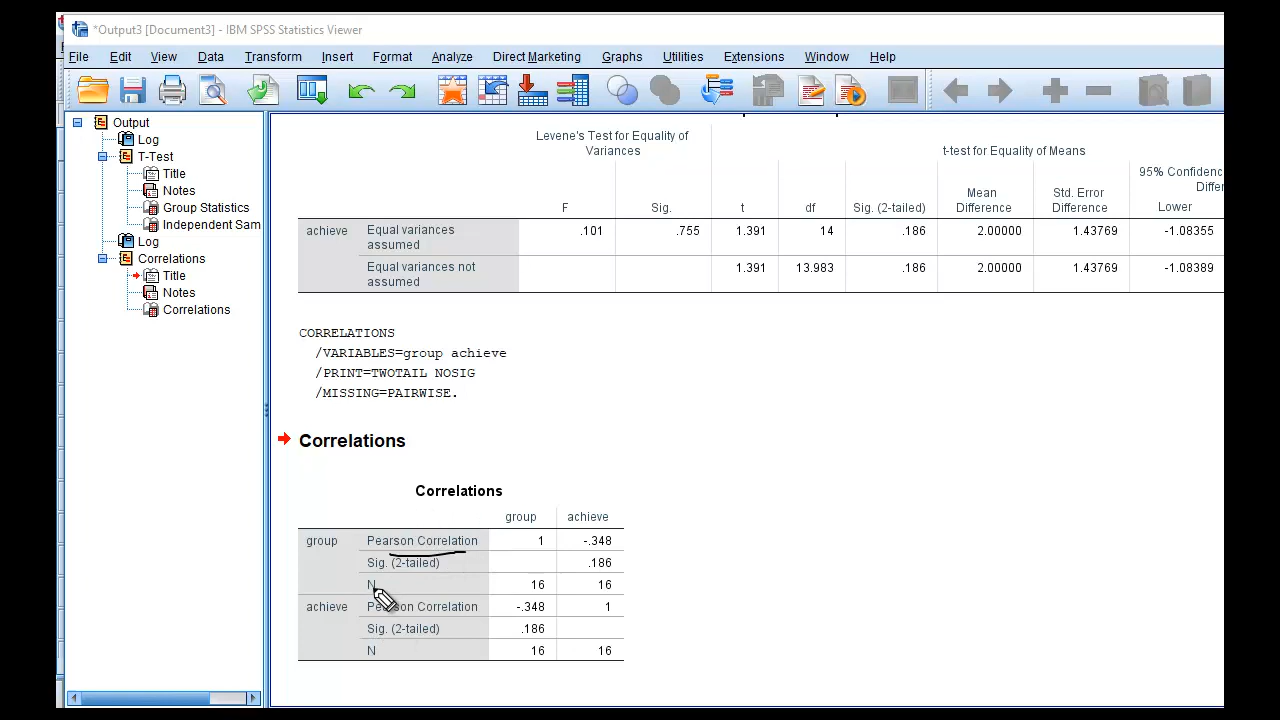 *Output3 [Document3] - IBM SPSS Statistics Viewer
File Edit View Data Transform Insert Format Analyze Direct Marketing Graphs Utilities Extensions Window Help
Output
Log
T-Test
Title
Notes
Group Statistics
Independent Sam
Log
Correlations
Title
Notes
Correlations
Levene's Test for Equality of
Variances
t-test for Equality of Means
95% Confidenc
F Sig. t df Sig. (2-tailed) Mean
Difference Std. Error
Difference Lower
achieve Equal variances
assumed .101 .755 1.391 14 .186 2.00000 1.43769 -1.08355
Equal variances not
assumed 1.391 13.983 .186 2.00000 1.43769 -1.08389
CORRELATIONS
/VARIABLES=group achieve
/PRINT=TWOTAIL NOSIG
/MISSING=PAIRWISE.
Correlations
Correlations
group achieve
group Pearson Correlation 1 -.348
Sig. (2-tailed) .186
N 16 16
achieve Pearson Correlation -.348 1
Sig. (2-tailed) .186
N 16 16